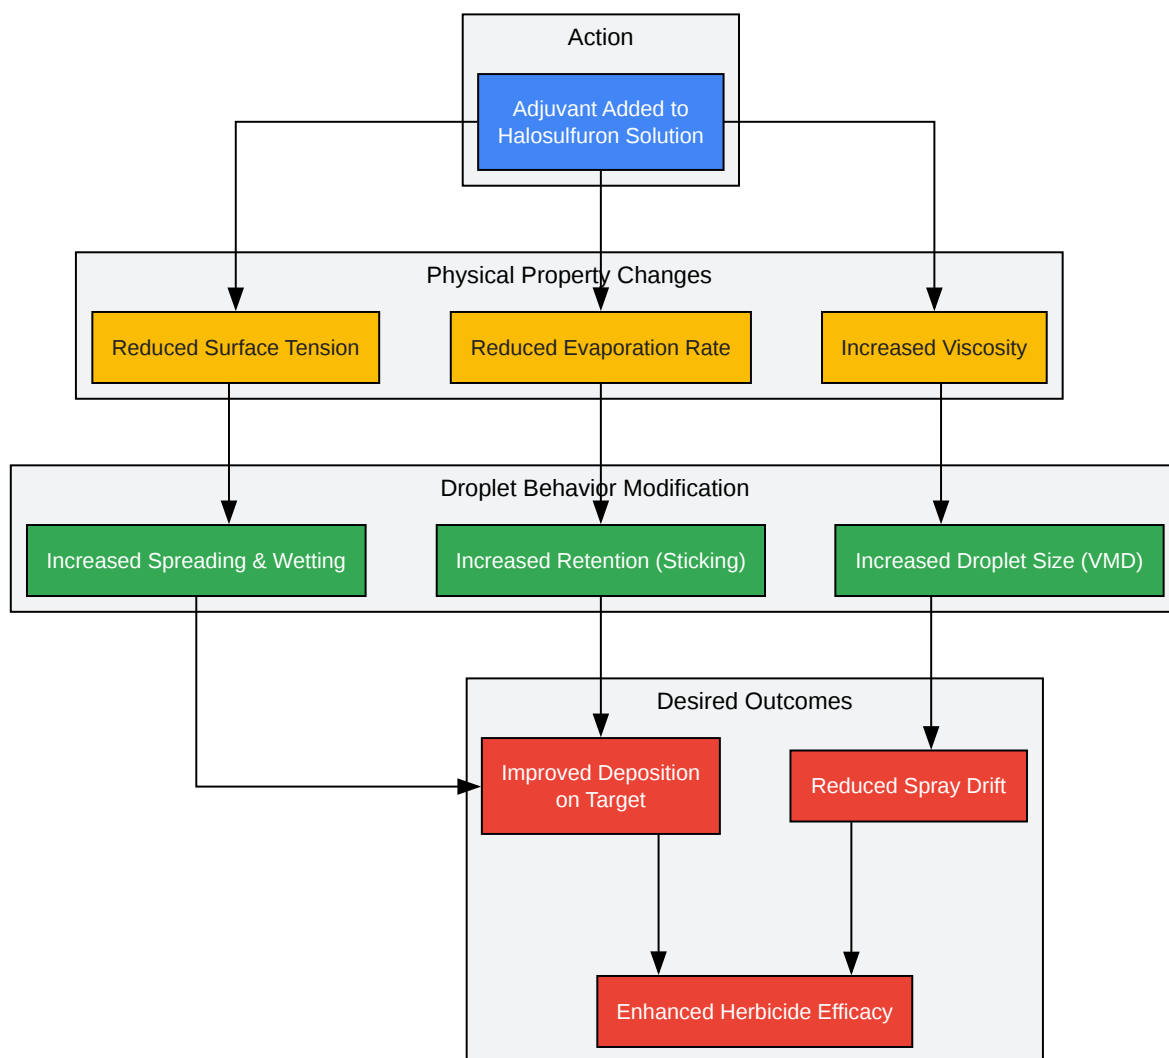 Action
Adjuvant Added to
Halosulfuron Solution
Physical Property Changes
Reduced Surface Tension
Reduced Evaporation Rate
Increased Viscosity
Droplet Behavior Modification
Increased Spreading & Wetting
Increased Retention (Sticking)
Increased Droplet Size (VMD)
Desired Outcomes
Improved Deposition
on Target
Reduced Spray Drift
Enhanced Herbicide Efficacy